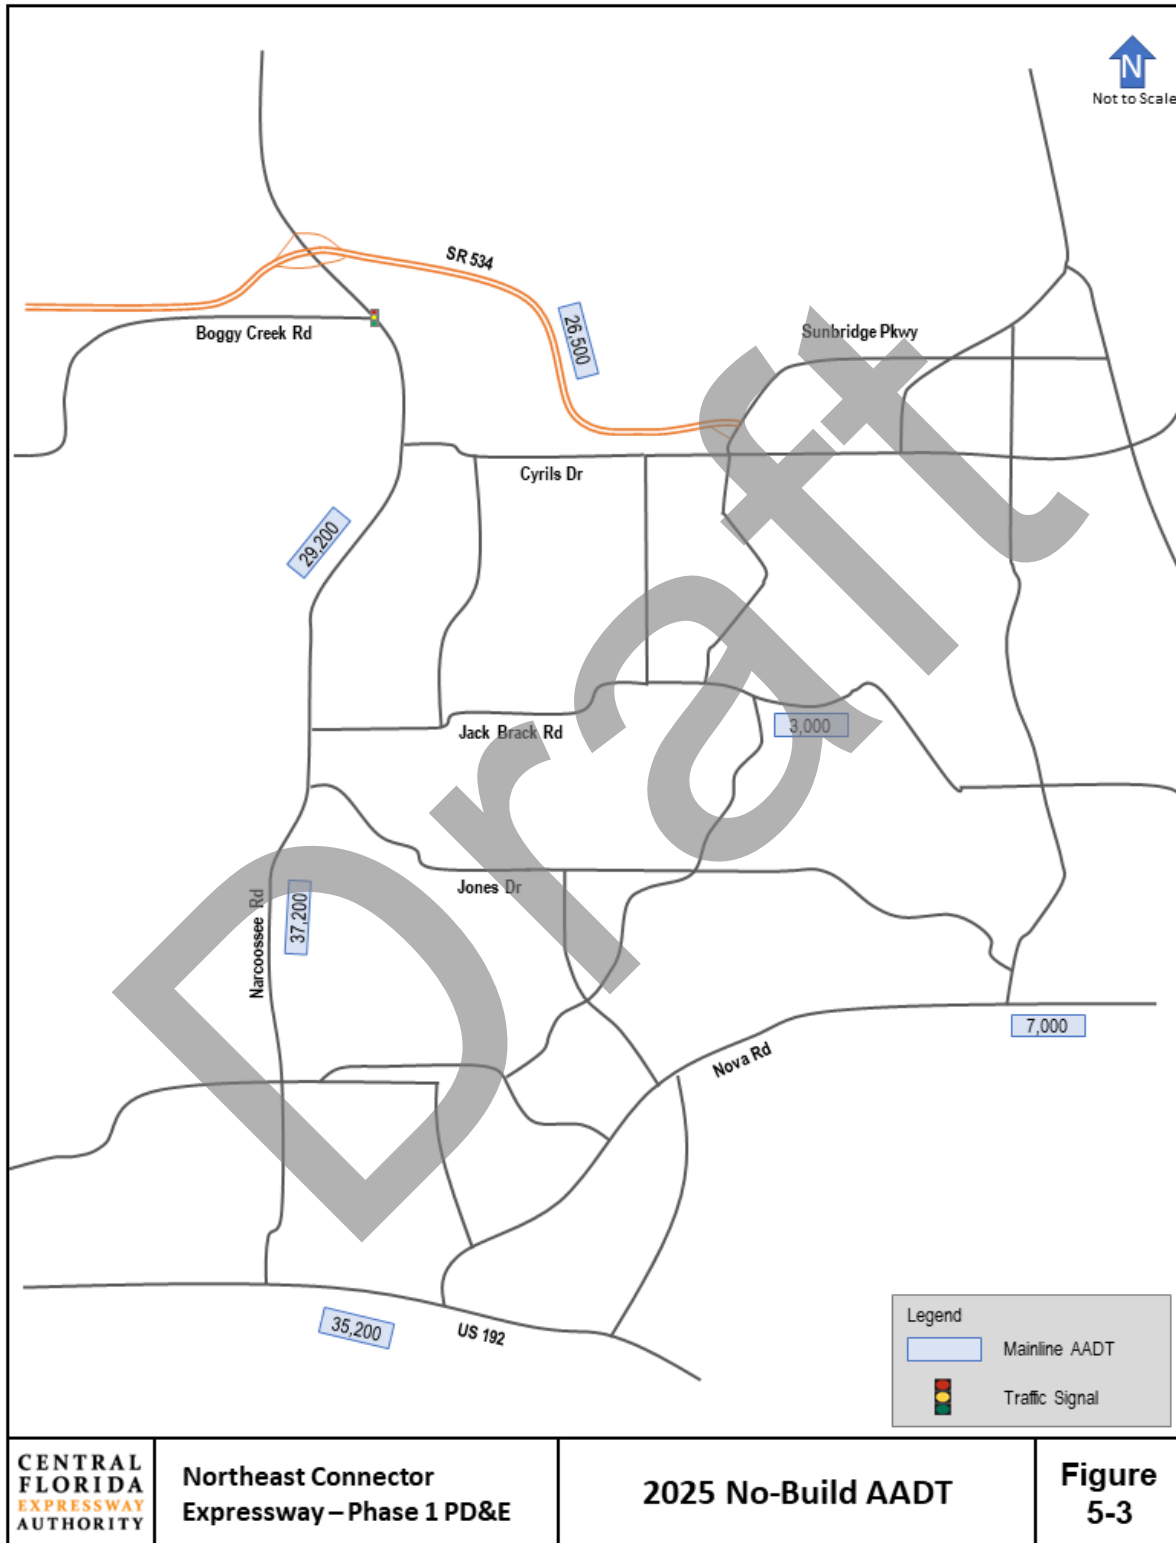 N
Not to Scale
SR 534
Boggy Creek Rd
26,500
Sunbridge Pkwy
Cyrils Dr
29,200
Jack Brack Rd
3,000
Jones Dr
Narcoossee Rd
37,200
7,000
Nova Rd
35,200
US 192
Draft
Legend
Mainline AADT
Traffic Signal
CENTRAL
FLORIDA
EXPRESSWAY
AUTHORITY
Northeast Connector
Expressway – Phase 1 PD&E
2025 No-Build AADT
Figure
5-3